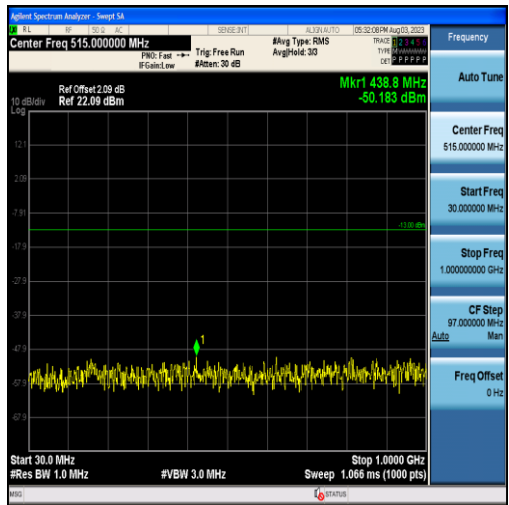 Agilent Spectrum Analyzer - Swept SA
RL RF 50 Ω AC SENSE:INT ALIGN AUTO 05:32:08 PM Aug 03, 2023
Center Freq 515.000000 MHz
PNO: Fast
IFGain:Low
Trig: Free Run
#Atten: 30 dB
#Avg Type: RMS
Avg|Hold: 3/3
TRACE 1 2 3 4 5 6
TYPE
DET P P P P P P
Mkr1 438.8 MHz
-50.183 dBm
Ref Offset 2.09 dB
Ref 22.09 dBm
10 dB/div
Log
12.1
2.09
-7.91
-13.00 dBm
-17.9
-27.9
-37.9
-47.9
-57.9
-67.9
1
Start 30.0 MHz
Stop 1.0000 GHz
#Res BW 1.0 MHz
#VBW 3.0 MHz
Sweep 1.066 ms (1000 pts)
MSG
STATUS
Frequency
Auto Tune
Center Freq
515.000000 MHz
Start Freq
30.000000 MHz
Stop Freq
1.000000000 GHz
CF Step
97.000000 MHz
Auto Man
Freq Offset
0 Hz